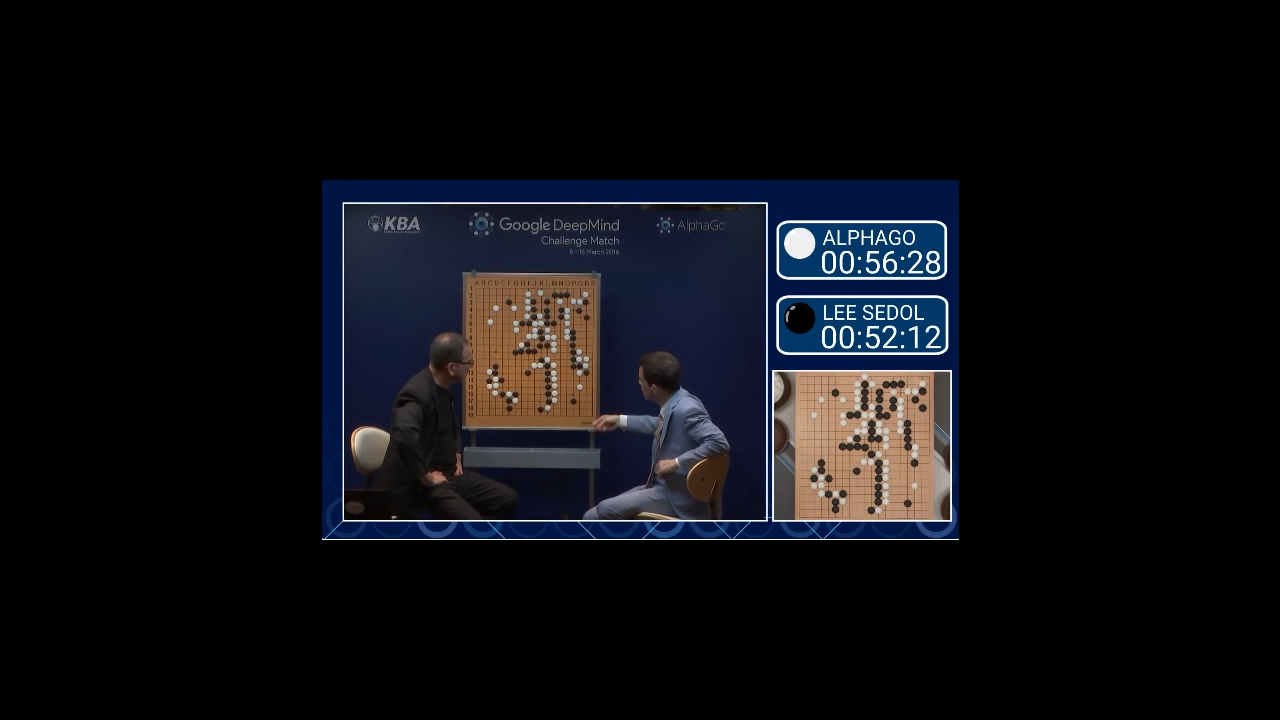 KBA
Google DeepMind
Challenge Match
8 - 15 March 2016
AlphaGo
ALPHAGO
00:56:28
LEE SEDOL
00:52:12
A B C D E F G H J K L M N O P Q R S